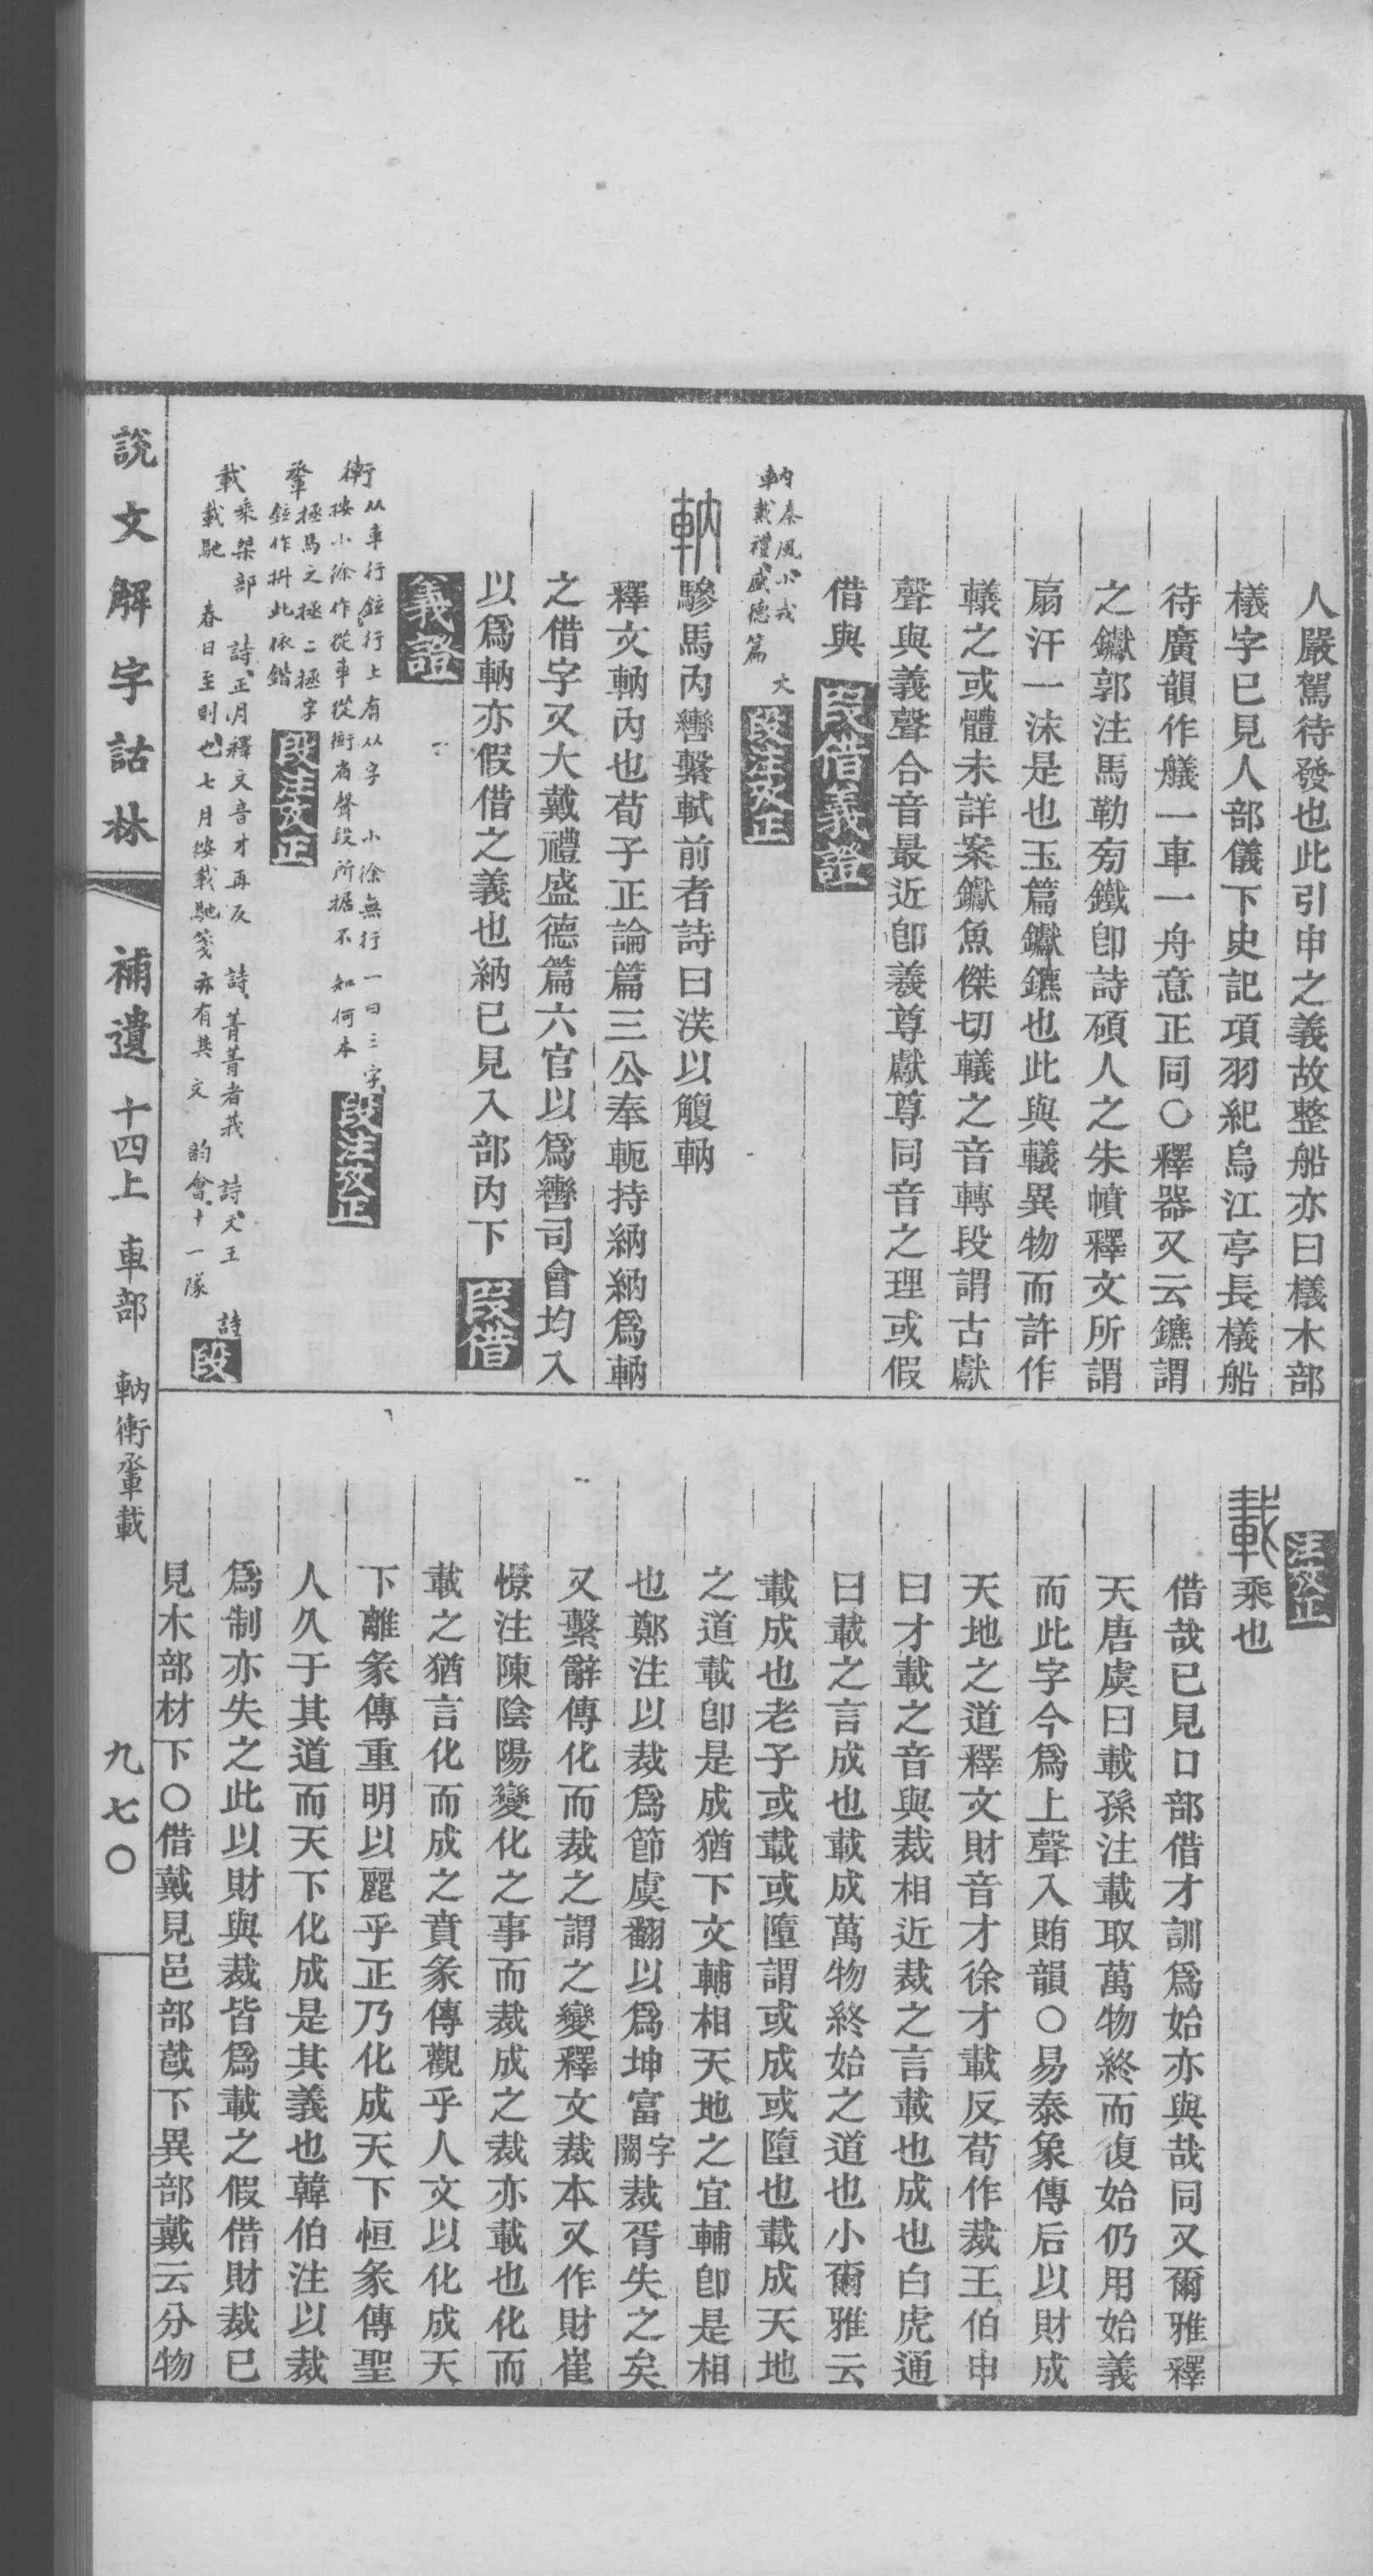 人嚴駕待發也此引申之義故整船亦曰檥木部
檥字已見人部儀下史記項羽紀烏江亭長檥船
待廣韻作艤一車一舟意正同〇釋器又云鑣謂
之钀郭注馬勒旁鐵卽詩碩人之朱幩釋文所謂
扇汗一沫是也玉篇钀鑣也此與轙異物而許作
轙之或體未詳案钀魚傑切轙之音轉段謂古獻
聲與義聲合音最近卽義尊獻尊同音之理或假
借與 段借義證
軜秦風小戎 大
車戴禮盛德篇 段注攷正
軜驂馬內轡繫軾前者詩曰渶以觼軜
釋文軜內也荀子正論篇三公奉軶持納納爲軜
之借字又大戴禮盛德篇六官以爲轡司會均入
以爲軜亦假借之義也納已見入部內下 段借
義證
衛从車行鉉行上有从字 小徐無行一曰三字
按小徐作從車從衙省聲段所據不 知何本 段注攷正
輂拯馬之拯二拯字
鉉作拼此依鍇 段注攷正
載乘桀部 詩正月釋文音才再反 詩菁菁者莪 詩文王 詩
載馳 春日至則也七月按載馳箋亦有其文 韵會十一隊 段
注攷正
載乘也
借哉已見口部借才訓爲始亦與哉同又爾雅釋
天唐虞曰載孫注載取萬物終而復始仍用始義
而此字今爲上聲入賄韻〇易泰象傳后以財成
天地之道釋文財音才徐才載反荀作裁王伯申
曰才載之音與裁相近裁之言載也成也白虎通
曰載之言成也載成萬物終始之道也小爾雅云
載成也老子或載或墮謂或成或墮也載成天地
之道載卽是成猶下文輔相天地之宜輔卽是相
也鄭注以裁爲節虞翻以爲坤富闕字裁胥失之矣
又繫辭傳化而裁之謂之變釋文裁本又作財崔
憬注陳陰陽變化之事而裁成之裁亦載也化而
載之猶言化而成之賁彖傳觀乎人文以化成天
下離彖傳重明以麗乎正乃化成天下恒彖傳聖
人久于其道而天下化成是其義也韓伯注以裁
爲制亦失之此以財與裁皆爲載之假借財裁已
見木部材下〇借戴見邑部𢧵下異部戴云分物
說文解字詁林 補遺 十四上 車部 軜衛輂載 九七〇